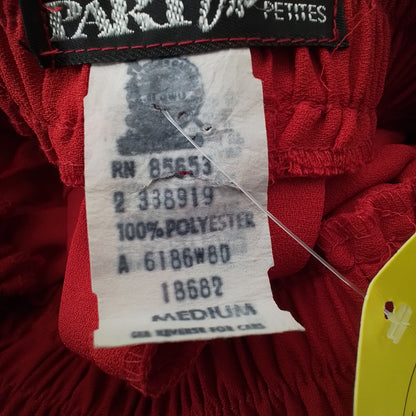 PETITES
RN 85653
2 338919
100% POLYESTER
A 6186W80
18682
MEDIUM
SEE REVERSE FOR CARE